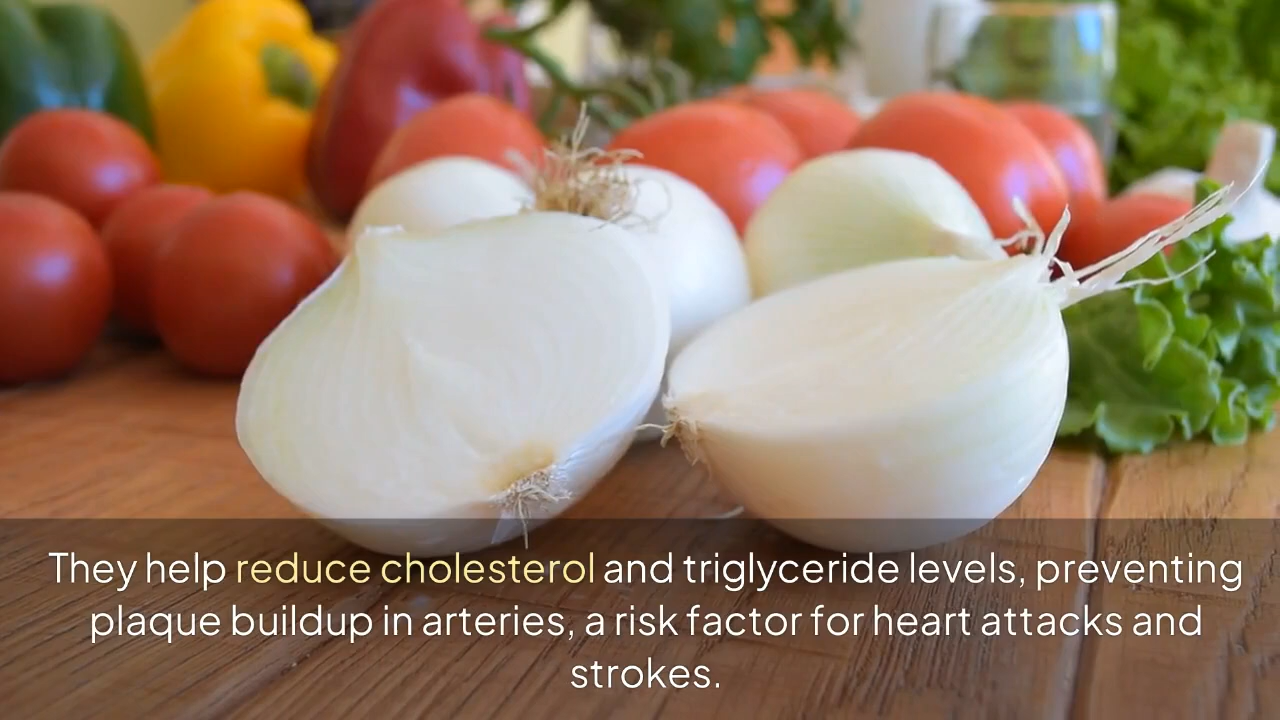 They help reduce cholesterol and triglyceride levels, preventing
plaque buildup in arteries, a risk factor for heart attacks and
strokes.